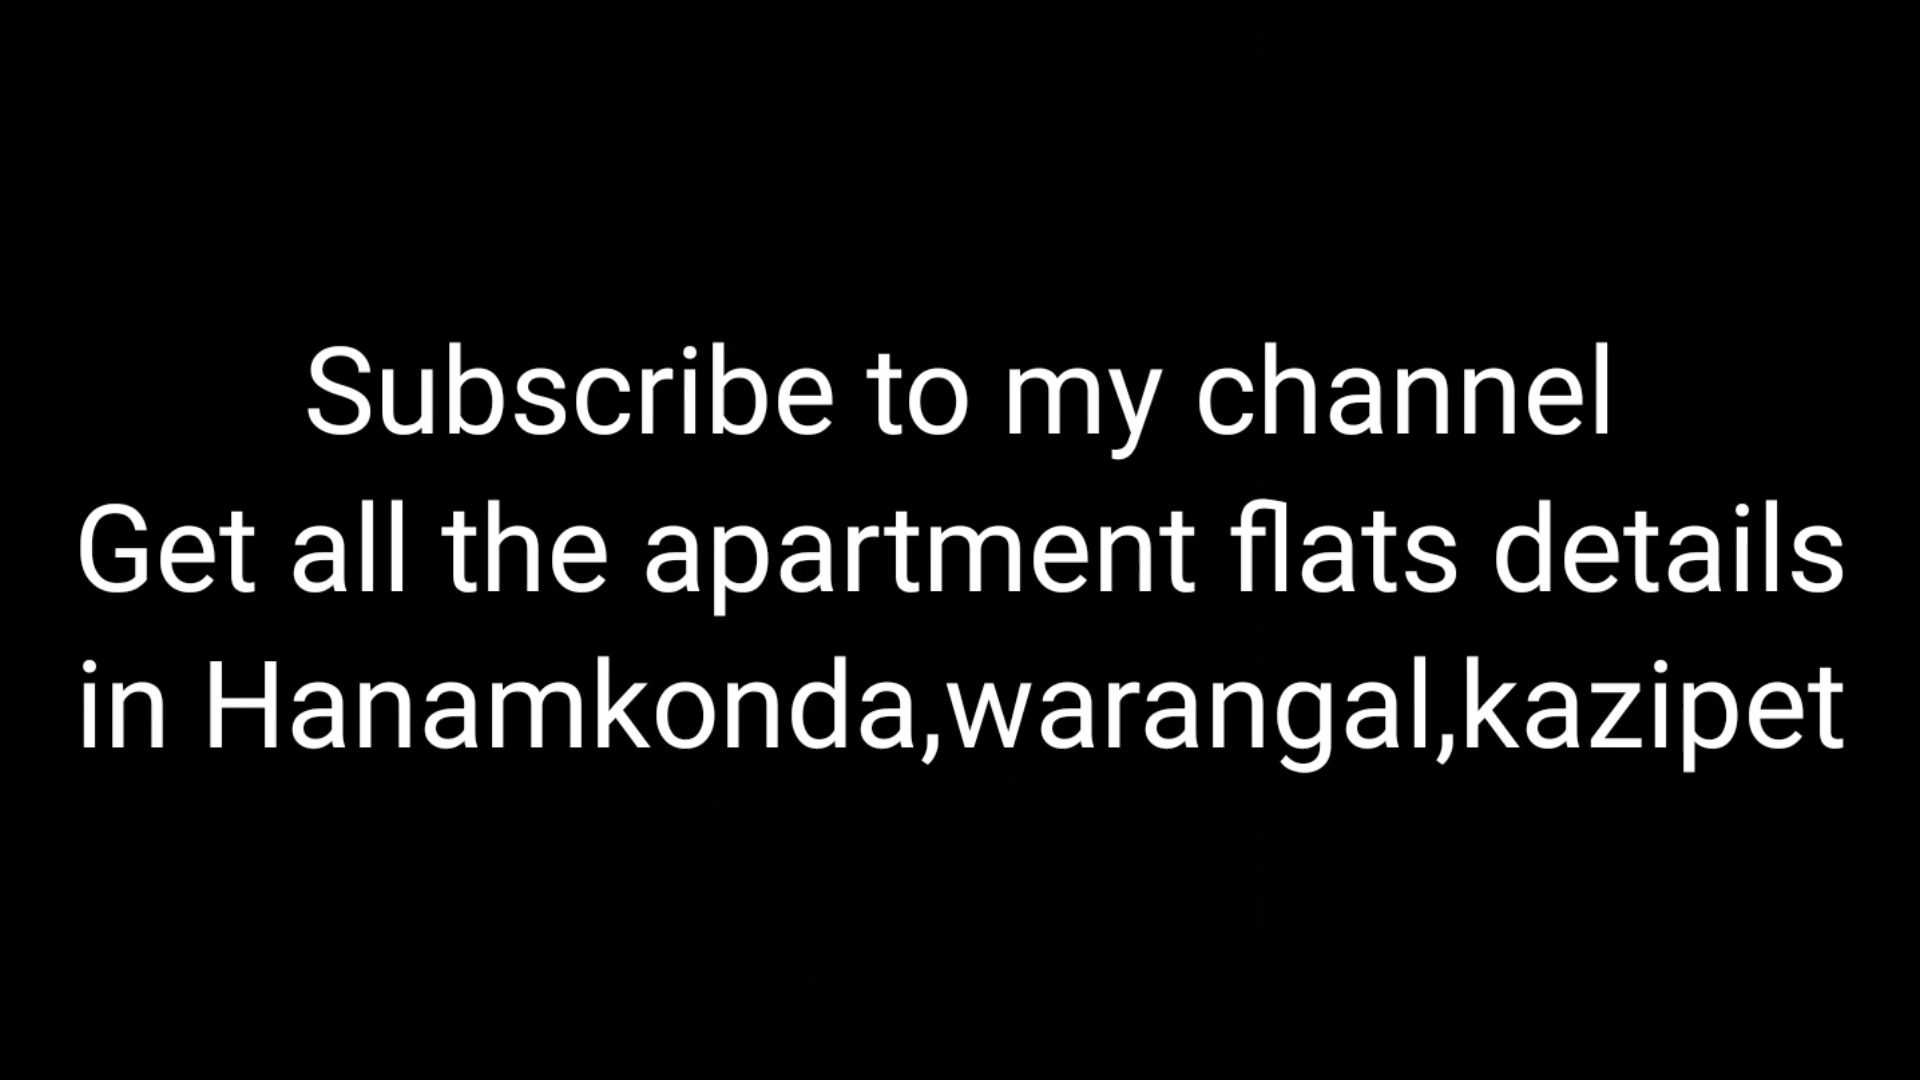 Subscribe to my channel
Get all the apartment flats details
in Hanamkonda,warangal,kazipet